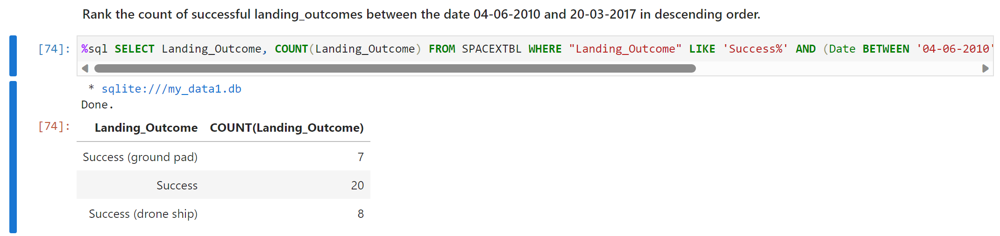 Rank the count of successful landing_outcomes between the date 04-06-2010 and 20-03-2017 in descending order.
[74]: %sql SELECT Landing_Outcome, COUNT(Landing_Outcome) FROM SPACEXTBL WHERE "Landing_Outcome" LIKE 'Success%' AND (Date BETWEEN '04-06-2010'
* sqlite:///my_data1.db
Done.
[74]: Landing_Outcome COUNT(Landing_Outcome)
Success (ground pad) 7
Success 20
Success (drone ship) 8